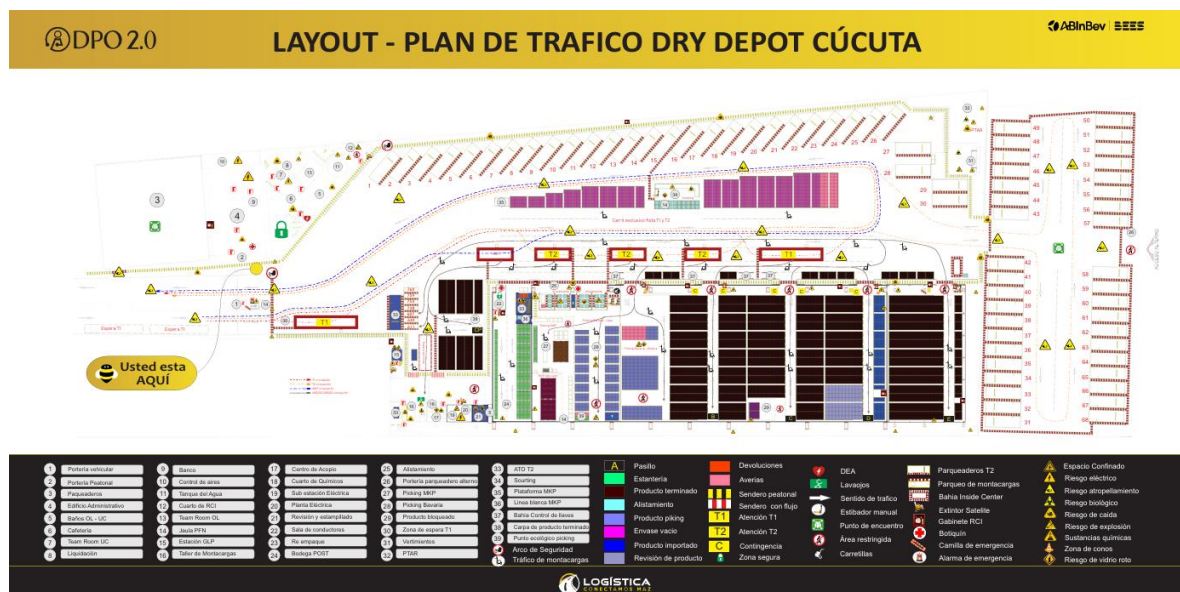 DPO 2.0
LAYOUT - PLAN DE TRAFICO DRY DEPOT CÚCUTA
ABInBev
BEES
Usted esta
AQUÍ
T1
T2
T2
T2
T1
Espera T1
1 Portería vehicular
2 Portería Peatonal
3 Parqueaderos
4 Edificio Administrativo
5 Baños OL - UC
6 Cafetería
7 Team Room UC
8 Liquidación
9 Banco
10 Control de aires
11 Tanque del Agua
12 Cuarto de RCI
13 Team Room OL
14 Jaula PFN
15 Estación GLP
16 Taller de Montacargas
17 Centro de Acopio
18 Cuarto de Químicos
19 Sub estación Eléctrica
20 Planta Eléctrica
21 Revisión y estampillado
22 Sala de conductores
23 Re empaque
24 Bodega POST
25 Alistamiento
26 Portería parqueadero alterno
27 Picking MKP
28 Picking Bavaria
29 Producto bloqueado
30 Zona de espera T1
31 Vertimientos
32 PTAR
33 ATO T2
34 Sourting
35 Plataforma MKP
36 Linea blanca MKP
37 Bahia Control de llaves
38 Carpa de producto terminado
39 Punto ecológico picking
Arco de Seguridad
Tráfico de montacargas
A Pasillo
Estantería
Producto terminado
Alistamiento
Producto piking
Envase vacio
Producto importado
Revisión de producto
Devoluciones
Averias
Sendero peatonal
Sendero con flujo
T1 Atención T1
T2 Atención T2
C Contingencia
Zona segura
DEA
Lavaojos
Sentido de trafico
Estibador manual
Punto de encuentro
Área restringida
Carretillas
Parqueaderos T2
Parqueo de montacargas
Bahia Inside Center
Extintor Satelite
Gabinete RCI
Botiquín
Camilla de emergencia
Alarma de emergencia
Espacio Confinado
Riesgo eléctrico
Riesgo atropellamiento
Riesgo biológico
Riesgo de caída
Riesgo de explosión
Sustancias químicas
Zona de conos
Riesgo de vidrio roto
LOGÍSTICA
CONECTAMOS MAZ